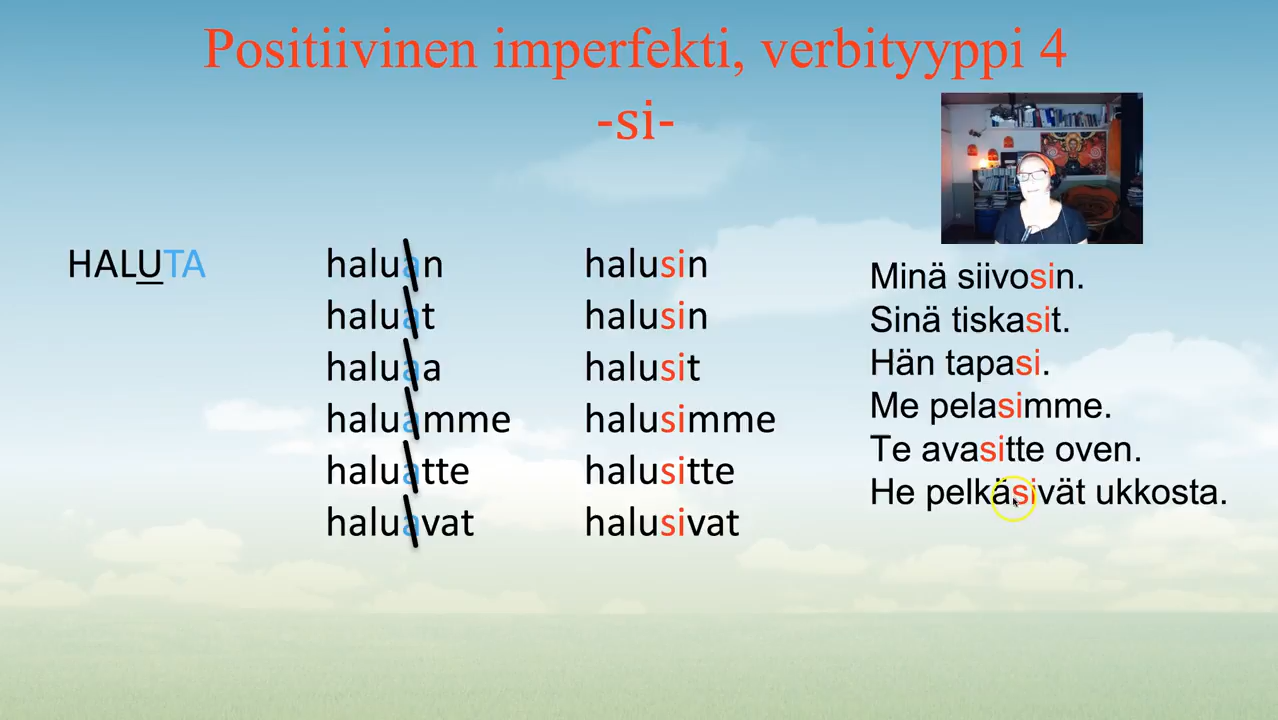 Positiivinen imperfekti, verbityyppi 4
-si-
HALUTA
haluan
haluat
haluaa
haluamme
haluatte
haluavat
halusin
halusin
halusit
halusimme
halusitte
halusivat
Minä siivosin.
Sinä tiskasit.
Hän tapasi.
Me pelasimme.
Te avasitte oven.
He pelkäsivät ukkosta.